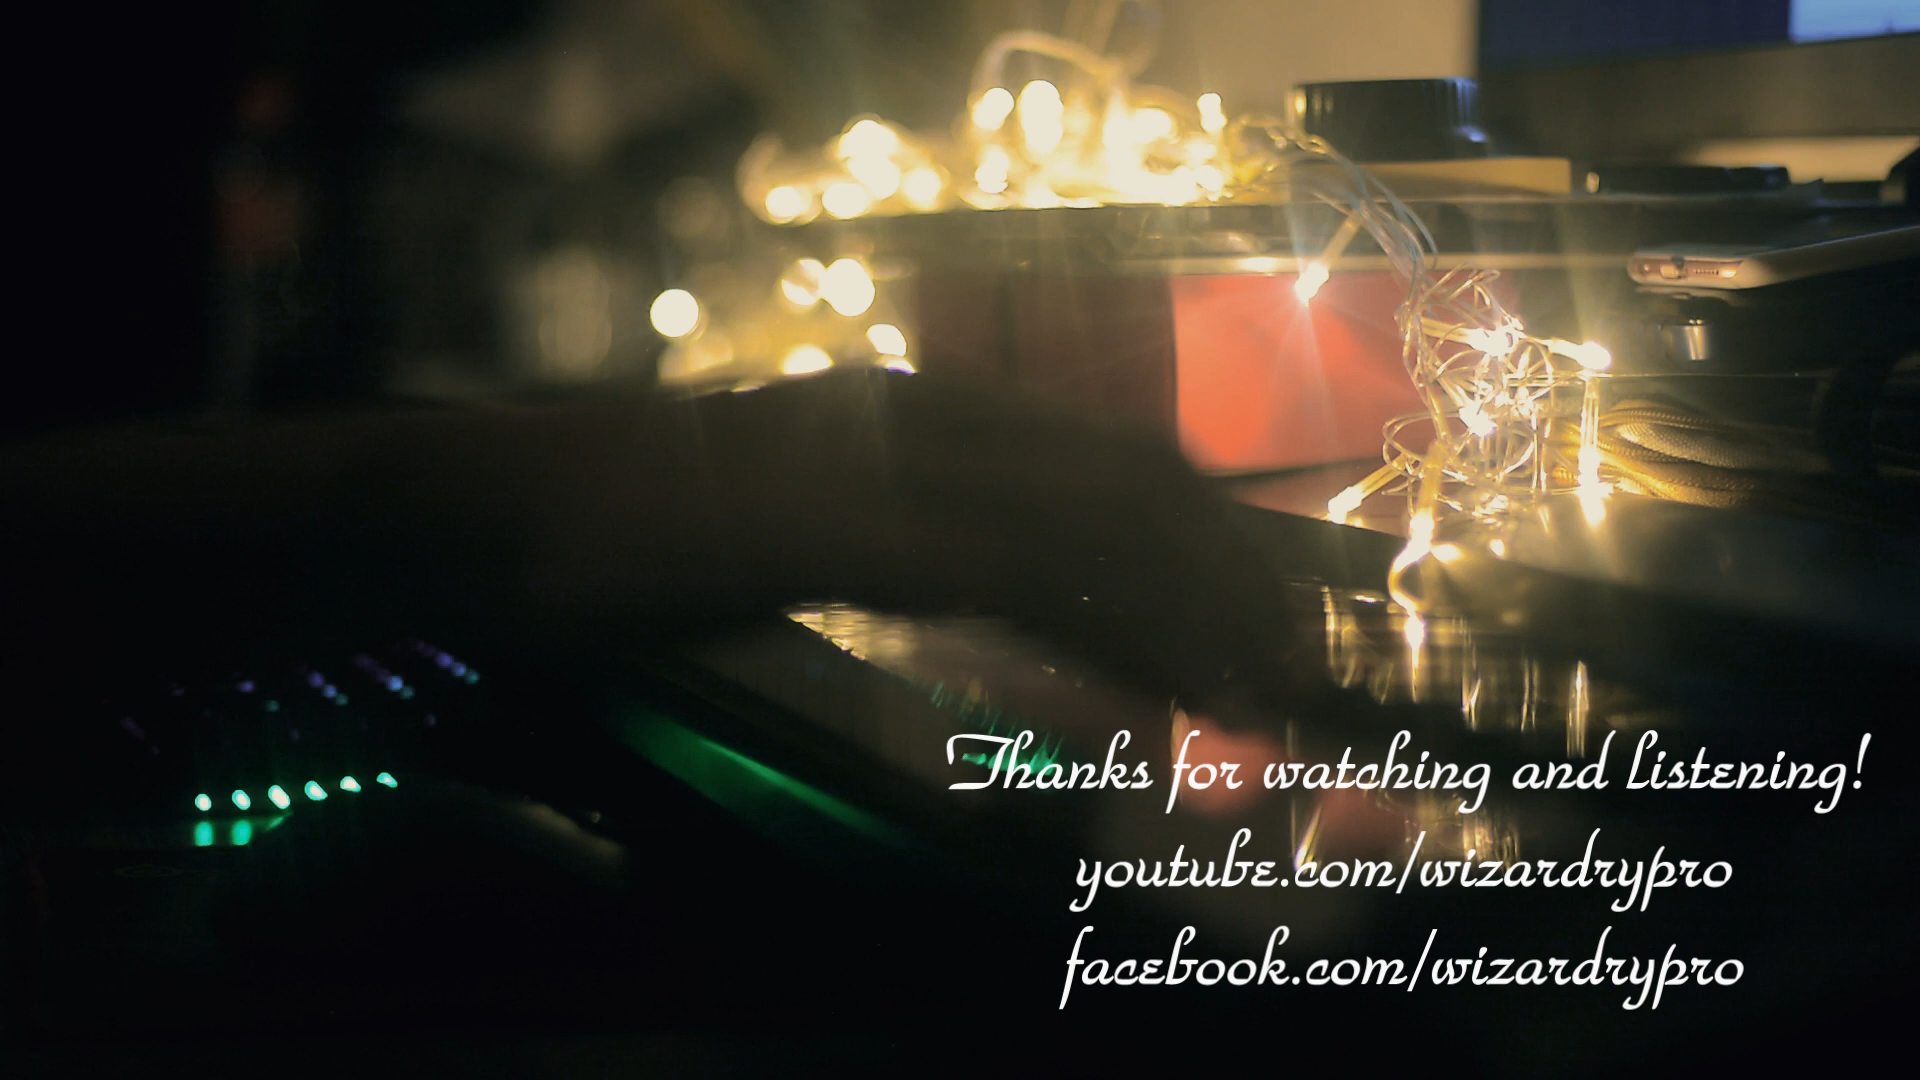 Thanks for watching and listening!
youtube.com/wizardrypro
facebook.com/wizardrypro